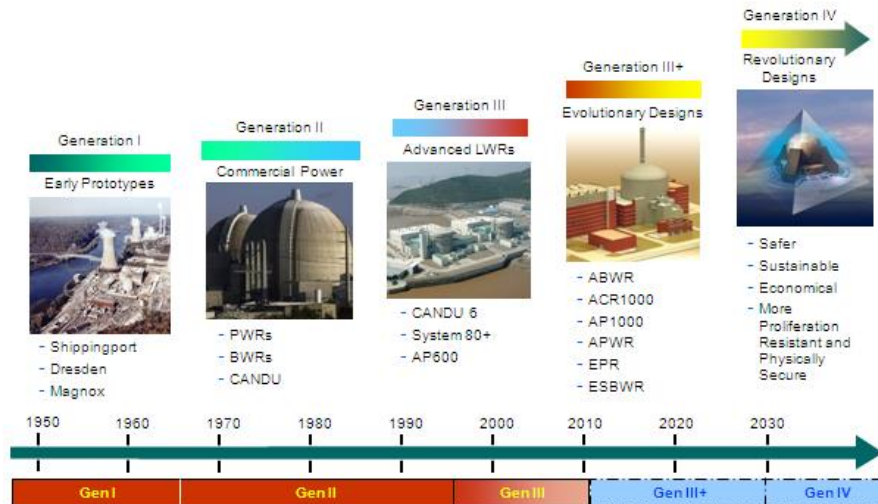 Generation I
Early Prototypes
- Shippingport
- Dresden
- Magnox
Generation II
Commercial Power
- PWRs
- BWRs
- CANDU
Generation III
Advanced LWRs
- CANDU 6
- System 80+
- AP600
Generation III+
Evolutionary Designs
- ABWR
- ACR1000
- AP1000
- APWR
- EPR
- ESBWR
Generation IV
Revolutionary
Designs
- Safer
- Sustainable
- Economical
- More
Proliferation
Resistant and
Physically
Secure
1950 1960 1970 1980 1990 2000 2010 2020 2030
Gen I Gen II Gen III Gen III+ Gen IV